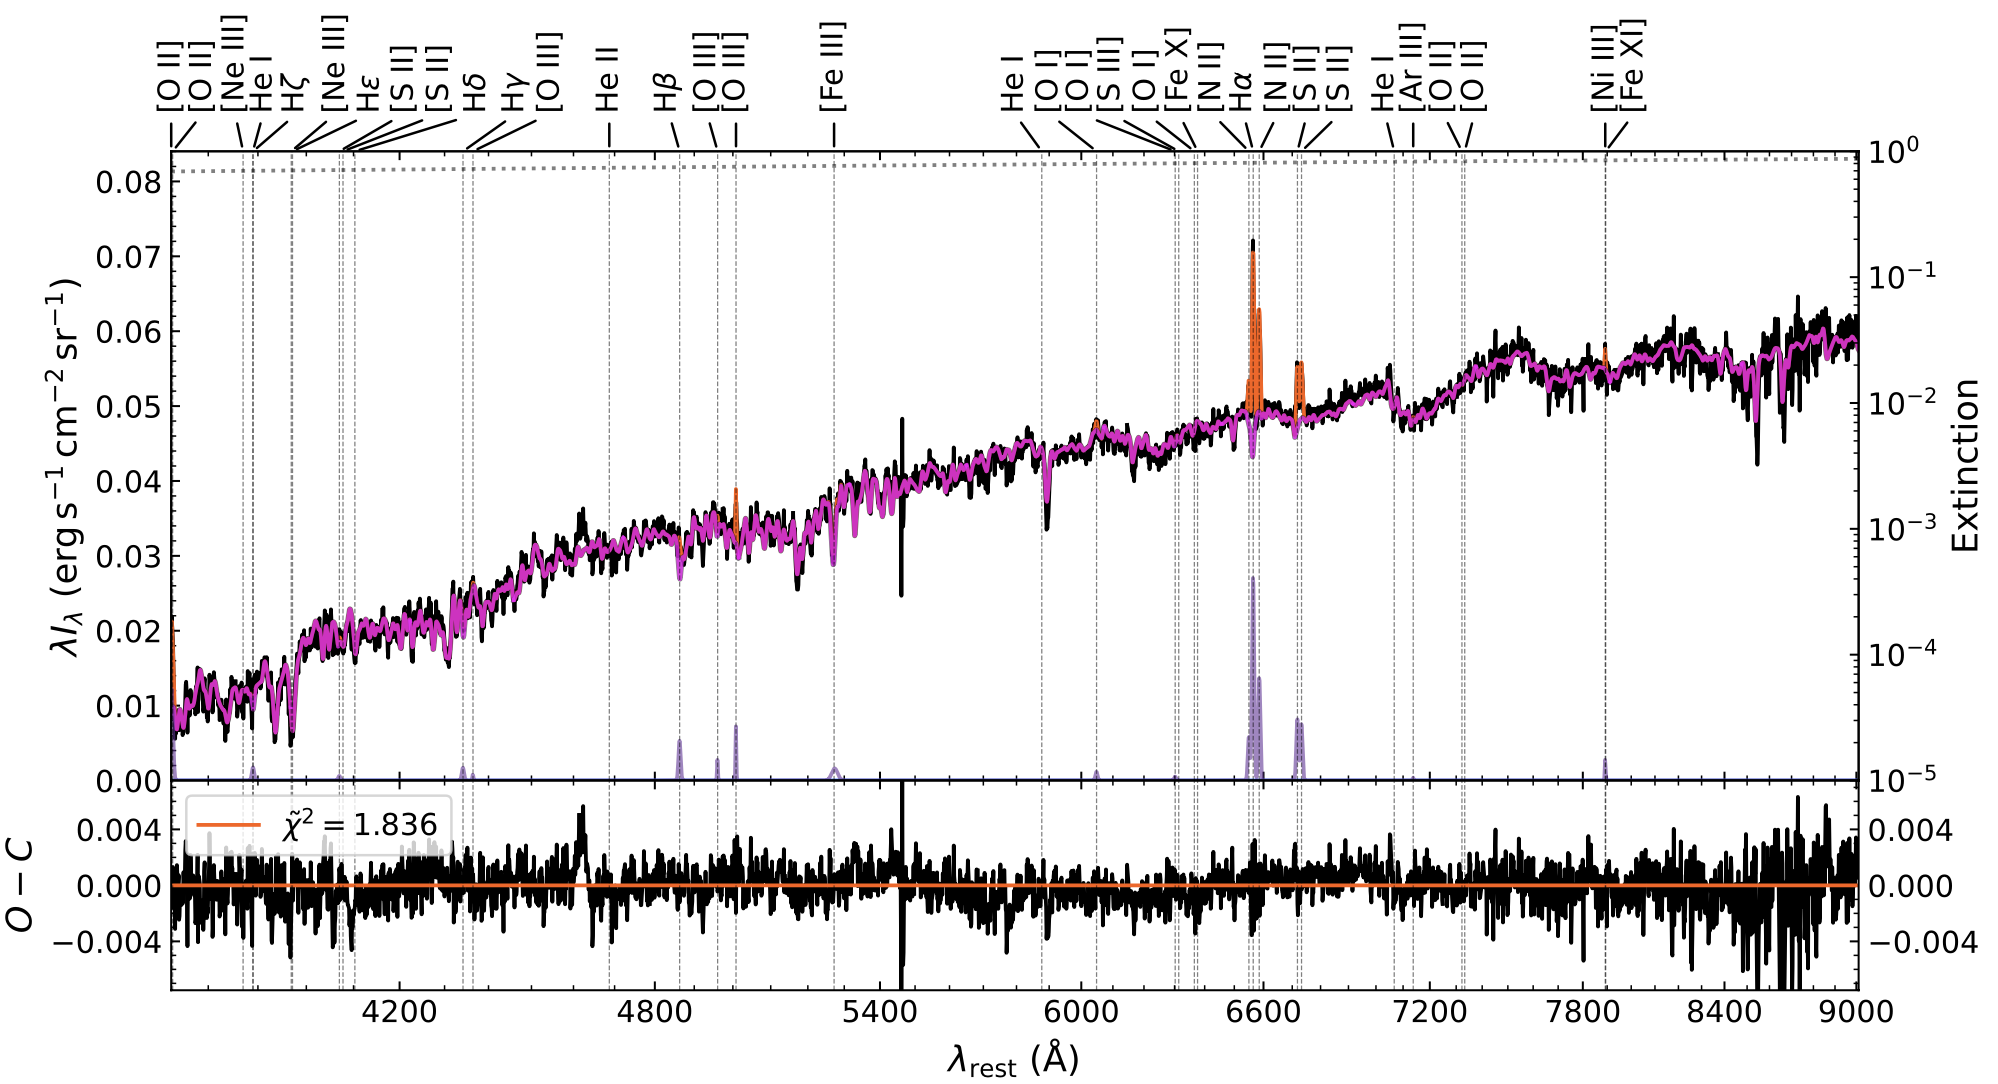 [O II]
[O II]
[Ne III]
He I
Hζ
[Ne III]
Hε
[S II]
[S II]
Hδ
Hγ
[O III]
He II
Hβ
[O III]
[O III]
[Fe III]
He I
[O I]
[O I]
[S III]
[O I]
[Fe X]
[N II]
Hα
[N II]
[S II]
[S II]
He I
[Ar III]
[O II]
[O II]
[Ni III]
[Fe XI]
0.08
0.07
0.06
0.05
0.04
0.03
0.02
0.01
0.00
λI_λ (erg s⁻¹ cm⁻² sr⁻¹)
10⁰
10⁻¹
10⁻²
10⁻³
10⁻⁴
10⁻⁵
Extinction
χ̃² = 1.836
0.004
0.000
−0.004
O − C
0.004
0.000
−0.004
4200 4800 5400 6000 6600 7200 7800 8400 9000
λ_rest (Å)